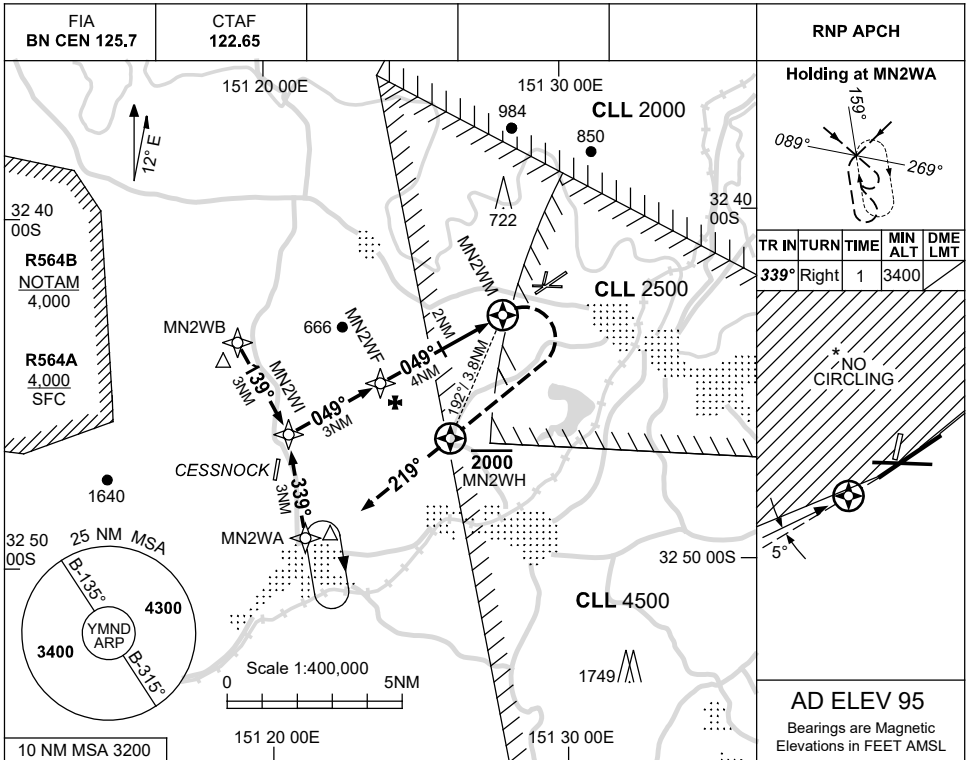 FIA
BN CEN 125.7
CTAF
122.65
RNP APCH
151 20 00E
151 30 00E
12° E
984
CLL 2000
850
722
32 40
00S
32 40
00S
R564B
NOTAM
4,000
R564A
4,000
SFC
CLL 2500
MN2WM
MN2WB
666
MN2WF
2NM
049°
4NM
139°
3NM
MN2WI
049°
3NM
192°/ 3.8NM
219°
2000
MN2WH
CESSNOCK
339°
3NM
MN2WA
1640
32 50
00S
32 50 00S
25 NM MSA
B-135°
4300
YMND
ARP
3400
B-315°
CLL 4500
1749
Scale 1:400,000
0
5NM
10 NM MSA 3200
151 20 00E
151 30 00E
Holding at MN2WA
159°
089°
269°
TR IN TURN TIME MIN ALT DME LMT
339° Right 1 3400
*NO
CIRCLING
5°
AD ELEV 95
Bearings are Magnetic
Elevations in FEET AMSL